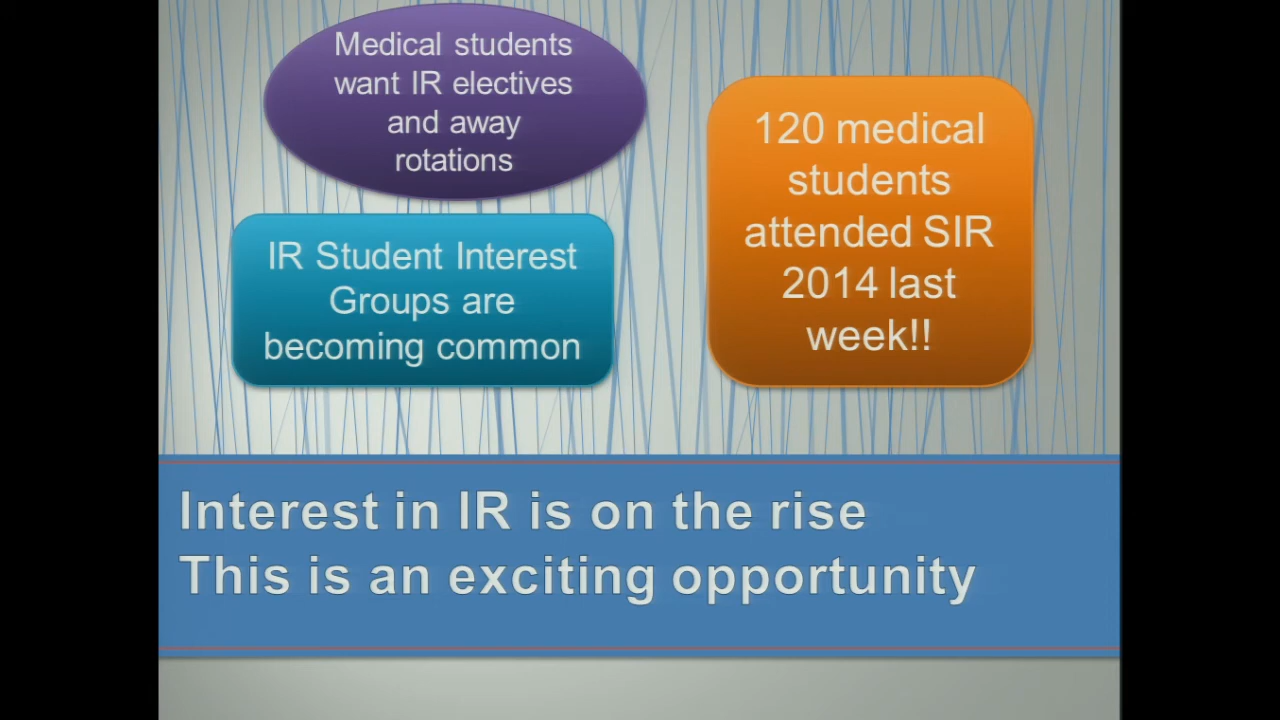 Medical students
want IR electives
and away
rotations
IR Student Interest
Groups are
becoming common
120 medical
students
attended SIR
2014 last
week!!
Interest in IR is on the rise
This is an exciting opportunity